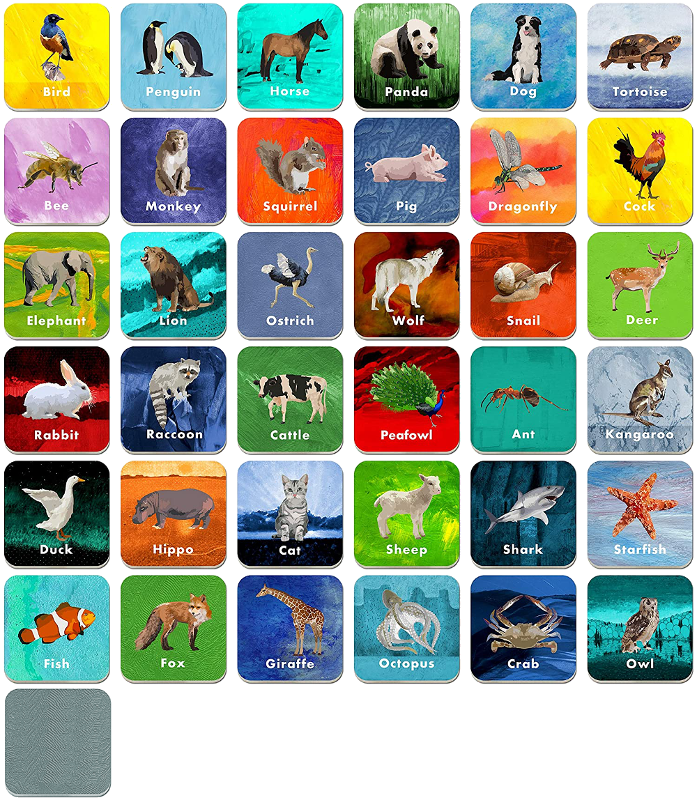 Bird
Penguin
Horse
Panda
Dog
Tortoise
Bee
Monkey
Squirrel
Pig
Dragonfly
Cock
Elephant
Lion
Ostrich
Wolf
Snail
Deer
Rabbit
Raccoon
Cattle
Peafowl
Ant
Kangaroo
Duck
Hippo
Cat
Sheep
Shark
Starfish
Fish
Fox
Giraffe
Octopus
Crab
Owl